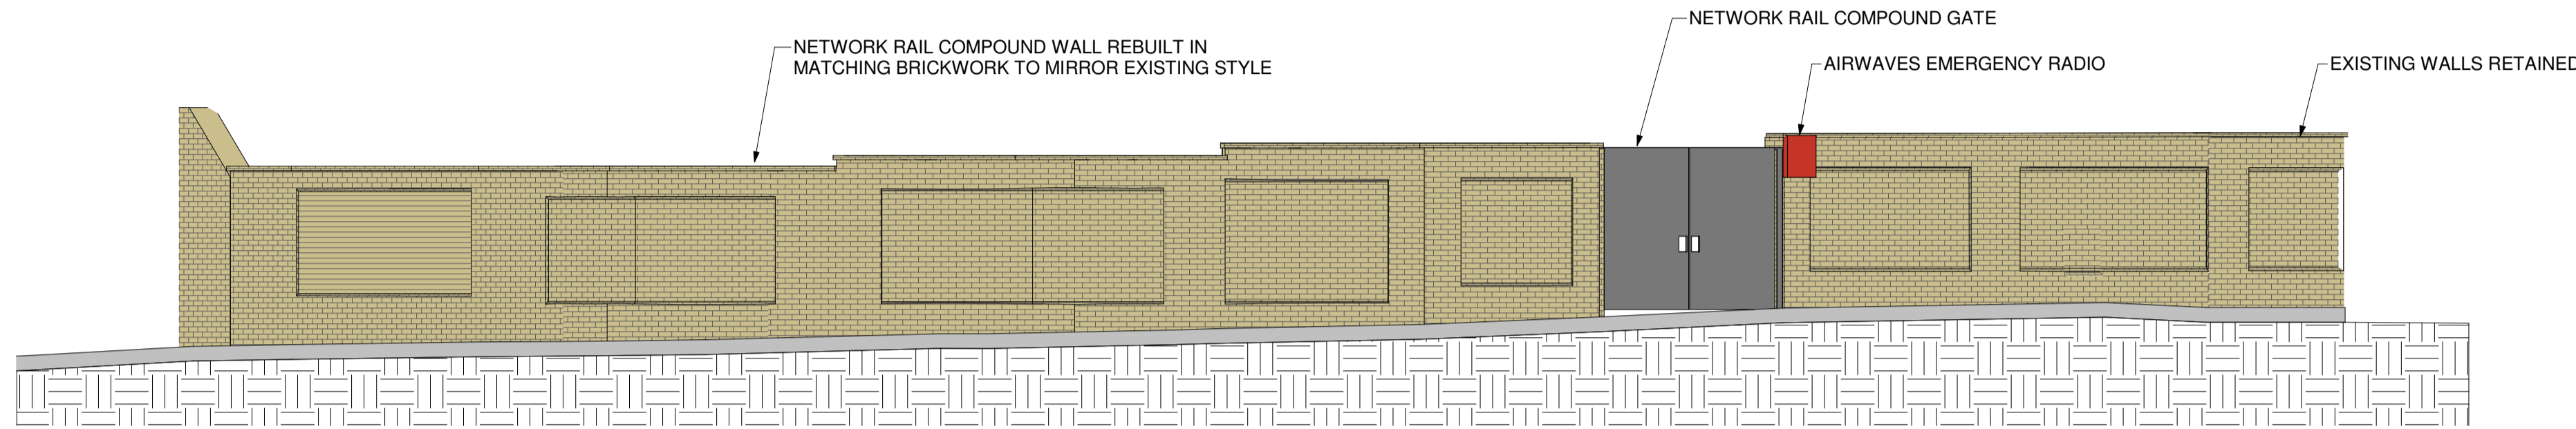 NETWORK RAIL COMPOUND GATE
NETWORK RAIL COMPOUND WALL REBUILT IN
MATCHING BRICKWORK TO MIRROR EXISTING STYLE
AIRWAVES EMERGENCY RADIO
EXISTING WALLS RETAINED